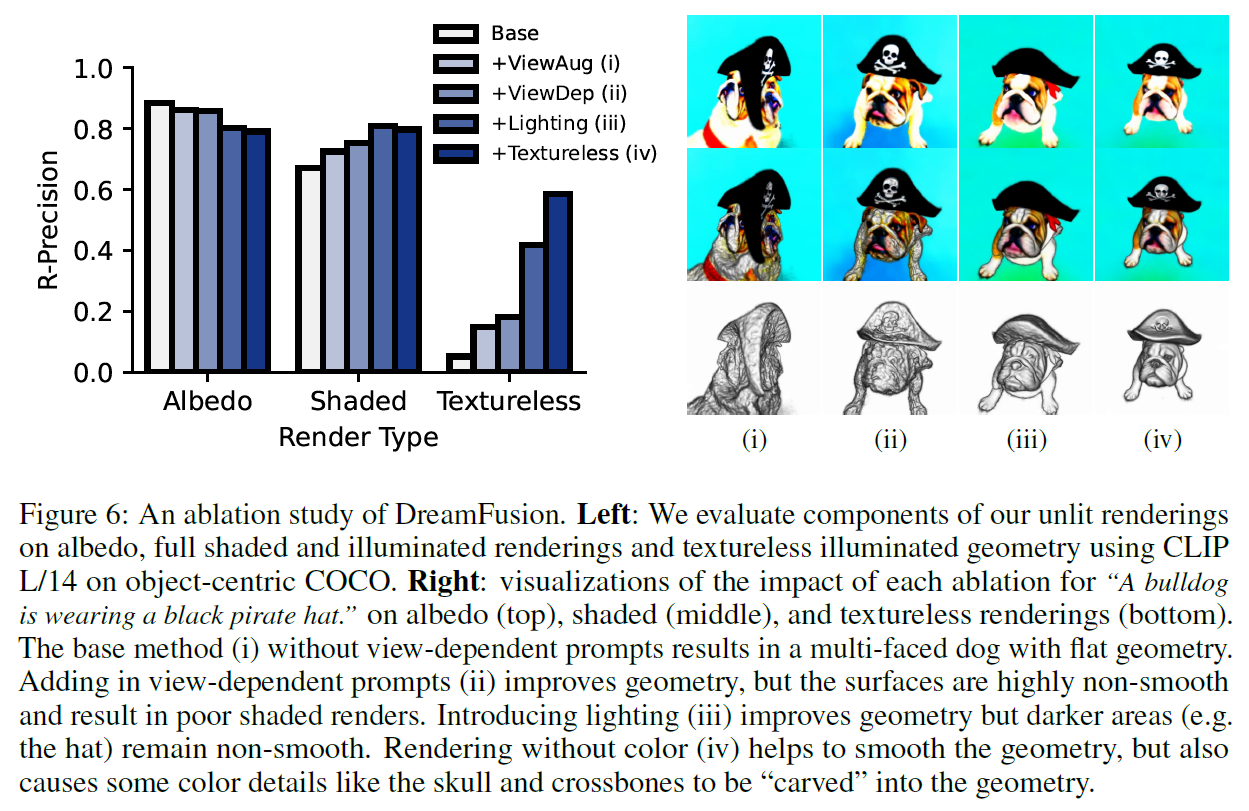 Base
+ViewAug (i)
+ViewDep (ii)
+Lighting (iii)
+Textureless (iv)
1.0
0.8
0.6
0.4
0.2
0.0
R-Precision
Albedo Shaded Textureless
Render Type
(i) (ii) (iii) (iv)
Figure 6: An ablation study of DreamFusion. Left: We evaluate components of our unlit renderings
on albedo, full shaded and illuminated renderings and textureless illuminated geometry using CLIP
L/14 on object-centric COCO. Right: visualizations of the impact of each ablation for “A bulldog
is wearing a black pirate hat.” on albedo (top), shaded (middle), and textureless renderings (bottom).
The base method (i) without view-dependent prompts results in a multi-faced dog with flat geometry.
Adding in view-dependent prompts (ii) improves geometry, but the surfaces are highly non-smooth
and result in poor shaded renders. Introducing lighting (iii) improves geometry but darker areas (e.g.
the hat) remain non-smooth. Rendering without color (iv) helps to smooth the geometry, but also
causes some color details like the skull and crossbones to be “carved” into the geometry.